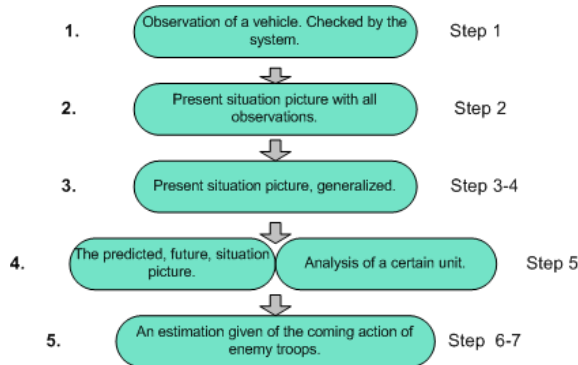 1.
Observation of a vehicle. Checked by the
system.
Step 1
2.
Present situation picture with all
observations.
Step 2
3.
Present situation picture, generalized.
Step 3-4
4.
The predicted, future, situation
picture.
Analysis of a certain unit.
Step 5
5.
An estimation given of the coming action of
enemy troops.
Step 6-7